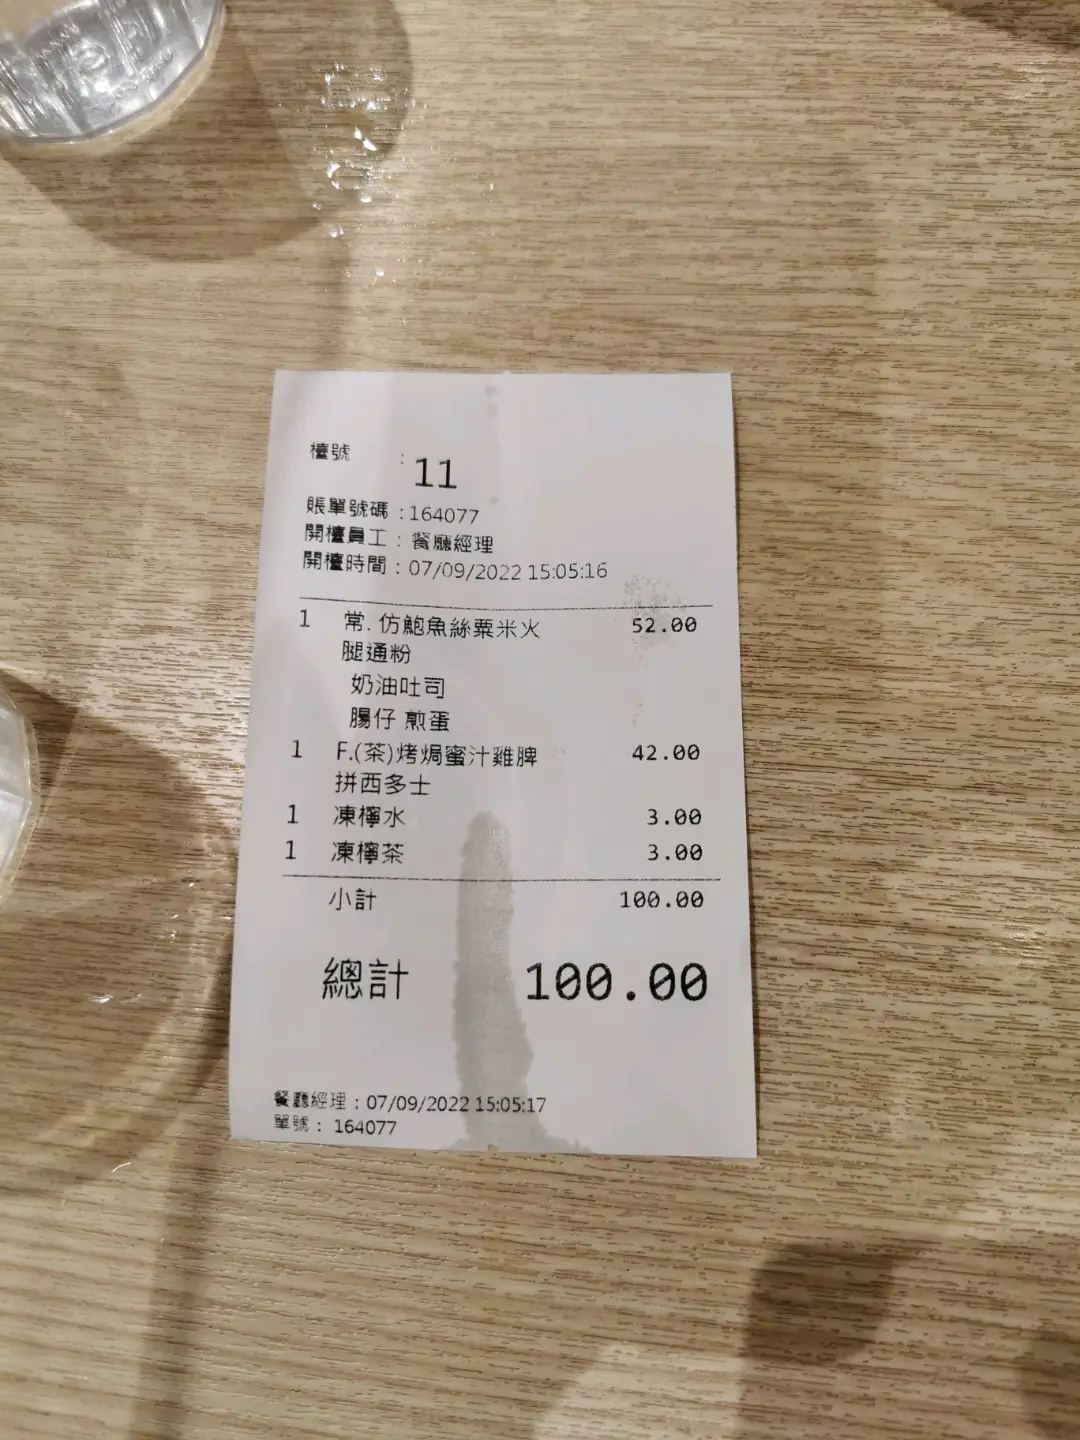 檯號 : 11
賬單號碼 : 164077
開檯員工 : 餐廳經理
開檯時間 : 07/09/2022 15:05:16
1 常. 仿鮑魚絲粟米火 52.00
腿通粉
奶油吐司
腸仔 煎蛋
1 F.(茶)烤焗蜜汁雞脾 42.00
拼西多士
1 凍檸水 3.00
1 凍檸茶 3.00
小計 100.00
總計 100.00
餐廳經理 : 07/09/2022 15:05:17
單號 : 164077